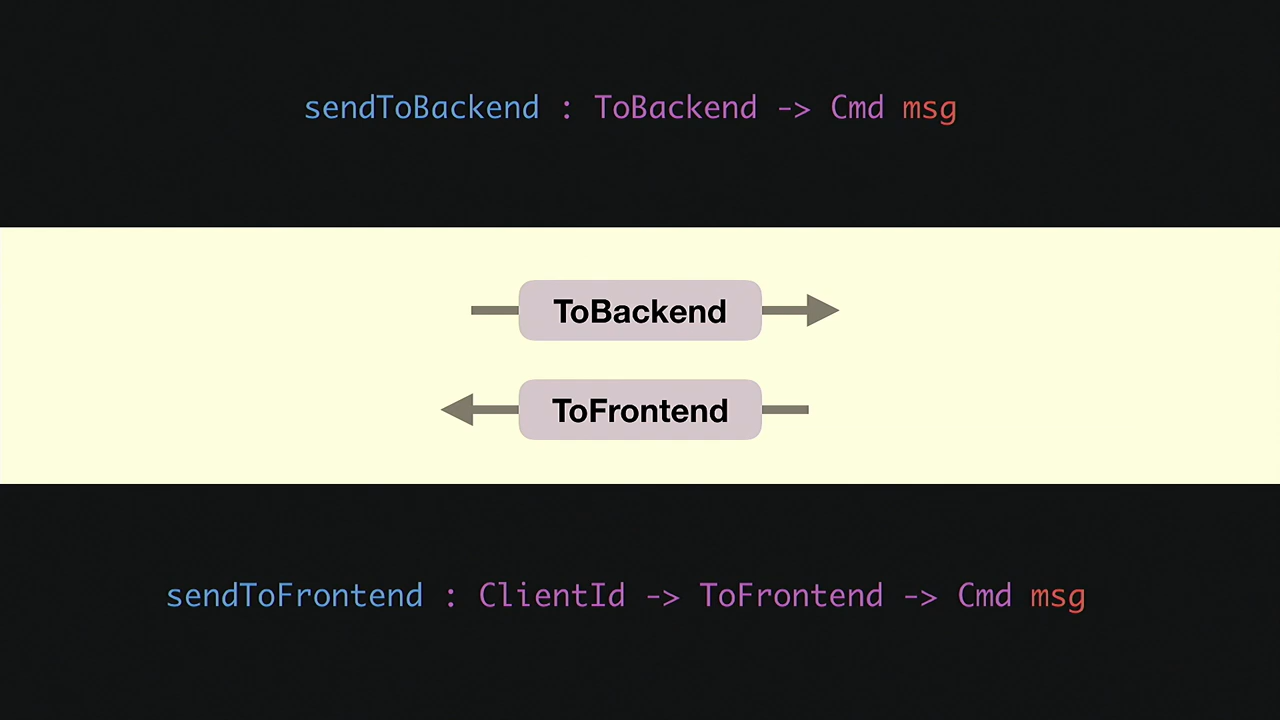 sendToBackend : ToBackend -> Cmd msg
ToBackend
ToFrontend
sendToFrontend : ClientId -> ToFrontend -> Cmd msg